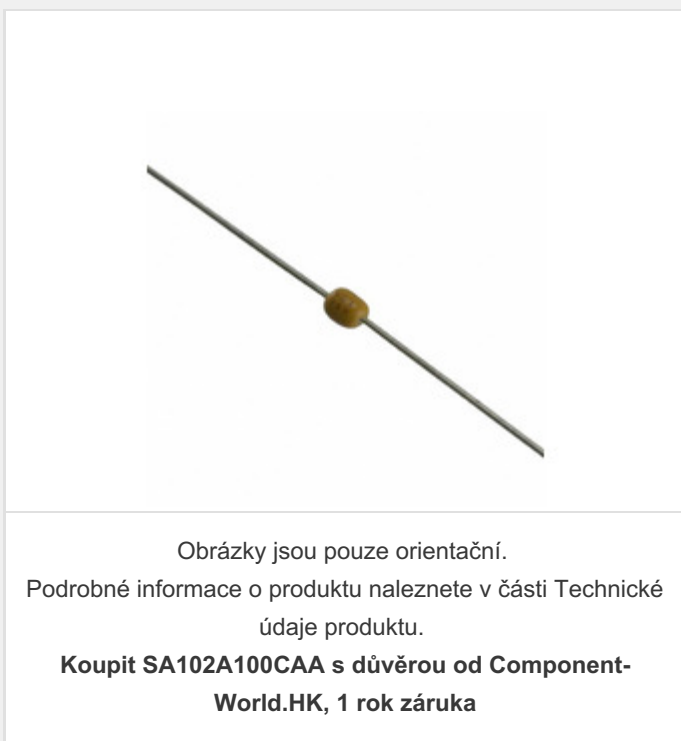 Obrázky jsou pouze orientační.
Podrobné informace o produktu naleznete v části Technické
údaje produktu.
Koupit SA102A100CAA s důvěrou od Component-
World.HK, 1 rok záruka